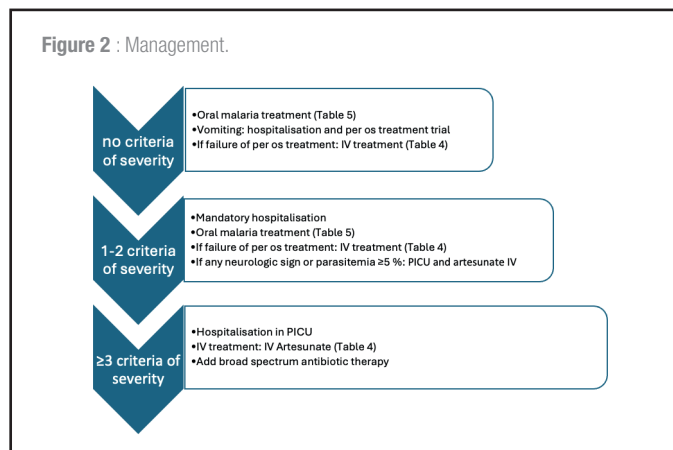 Figure 2 : Management.
no criteria
of severity
•Oral malaria treatment (Table 5)
•Vomiting: hospitalisation and per os treatment trial
•If failure of per os treatment: IV treatment (Table 4)
1-2 criteria
of severity
•Mandatory hospitalisation
•Oral malaria treatment (Table 5)
•If failure of per os treatment: IV treatment (Table 4)
•If any neurologic sign or parasitemia ≥5 %: PICU and artesunate IV
≥3 criteria of
severity
•Hospitalisation in PICU
•IV treatment: IV Artesunate (Table 4)
•Add broad spectrum antibiotic therapy